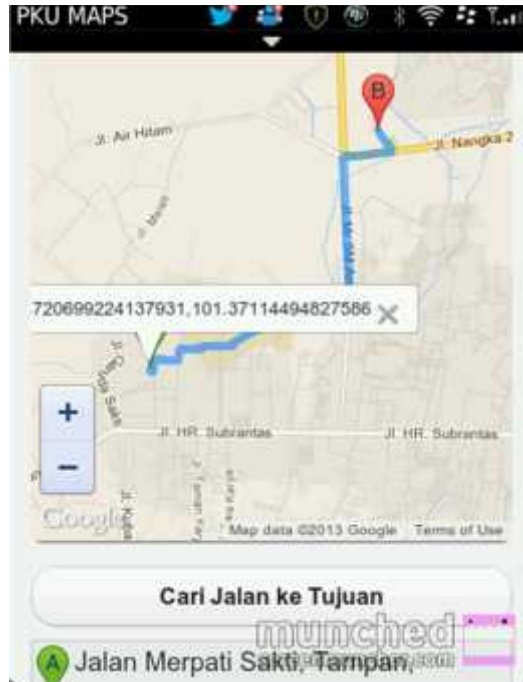 PKU MAPS
B
Jl. Air Hitam
Jl. Nangka 2
720699224137931,101.37114494827586
+
Jl. HR. Subrantas
Jl. HR. Subrantas
−
Google
Map data ©2013 Google
Terms of Use
Cari Jalan ke Tujuan
munched
A
Jalan Merpati Sakti, Tampan,